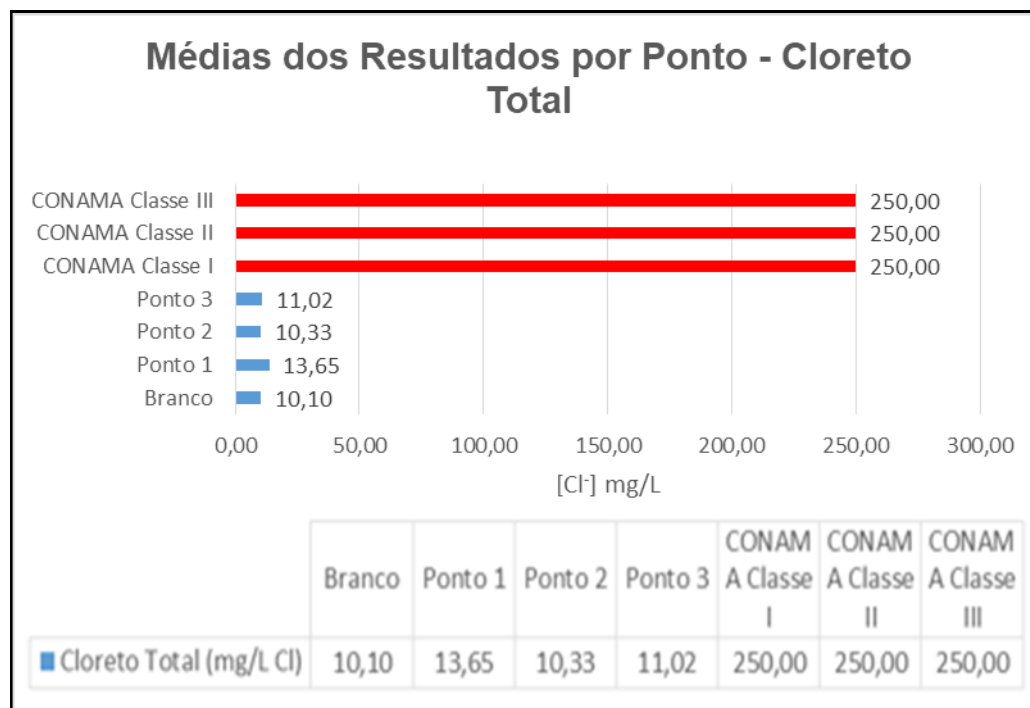 Médias dos Resultados por Ponto - Cloreto
Total
CONAMA Classe III 250,00
CONAMA Classe II 250,00
CONAMA Classe I 250,00
Ponto 3 11,02
Ponto 2 10,33
Ponto 1 13,65
Branco 10,10
0,00 50,00 100,00 150,00 200,00 250,00 300,00
[Cl⁻] mg/L
CONAM CONAM CONAM
Branco Ponto 1 Ponto 2 Ponto 3 A Classe A Classe A Classe
I II III
Cloreto Total (mg/L Cl) 10,10 13,65 10,33 11,02 250,00 250,00 250,00